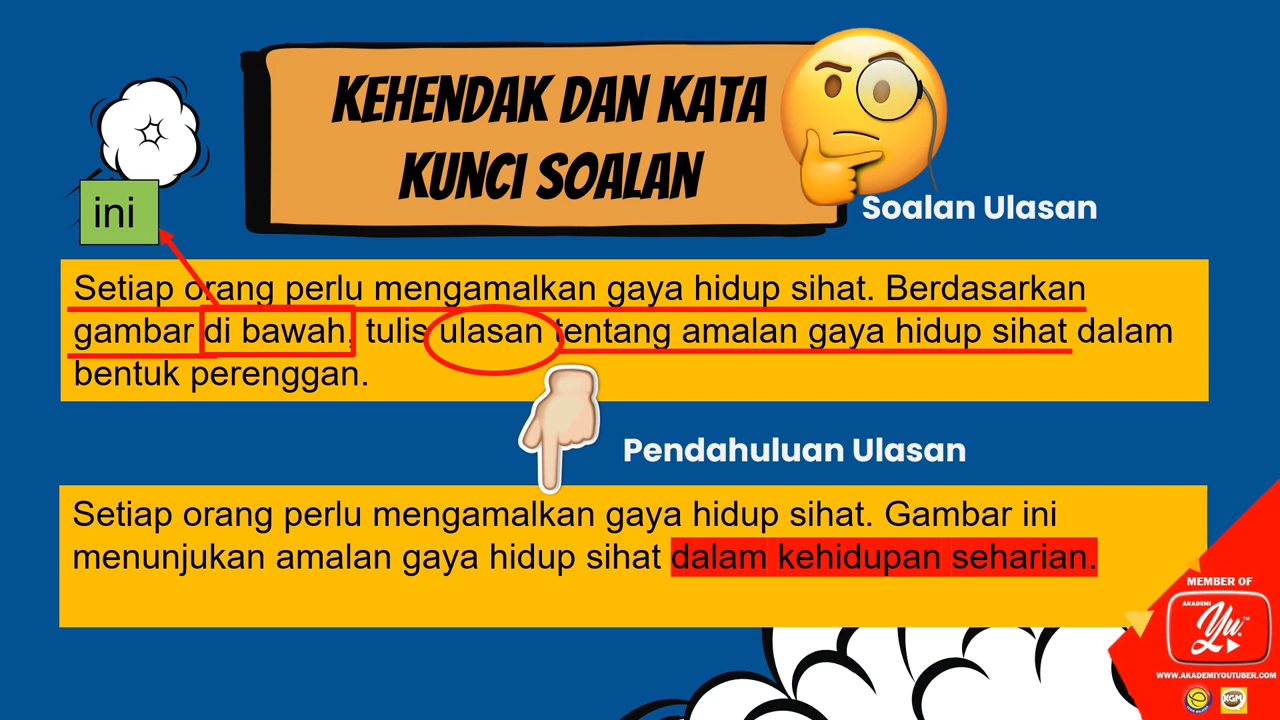 KEHENDAK DAN KATA
KUNCI SOALAN
ini
Soalan Ulasan
Setiap orang perlu mengamalkan gaya hidup sihat. Berdasarkan
gambar di bawah, tulis ulasan tentang amalan gaya hidup sihat dalam
bentuk perenggan.
Pendahuluan Ulasan
Setiap orang perlu mengamalkan gaya hidup sihat. Gambar ini
menunjukan amalan gaya hidup sihat dalam kehidupan seharian.
MEMBER OF
AKADEMI
Yu.™
WWW.AKADEMIYOUTUBER.COM
KGM